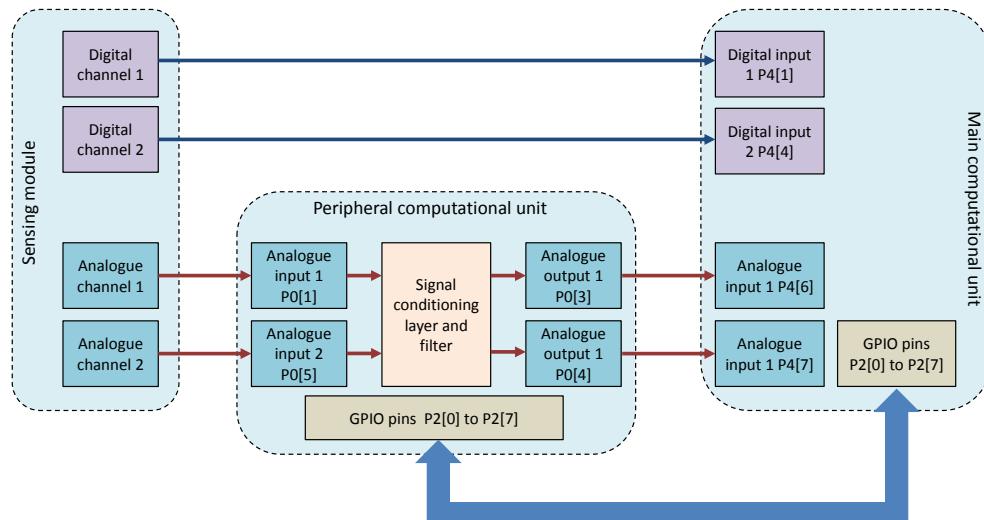 Sensing module
Digital
channel 1
Digital
channel 2
Analogue
channel 1
Analogue
channel 2
Peripheral computational unit
Analogue
input 1
P0[1]
Analogue
input 2
P0[5]
Signal
conditioning
layer and
filter
Analogue
output 1
P0[3]
Analogue
output 1
P0[4]
GPIO pins P2[0] to P2[7]
Main computational unit
Digital input
1 P4[1]
Digital input
2 P4[4]
Analogue
input 1 P4[6]
Analogue
input 1 P4[7]
GPIO pins
P2[0] to P2[7]